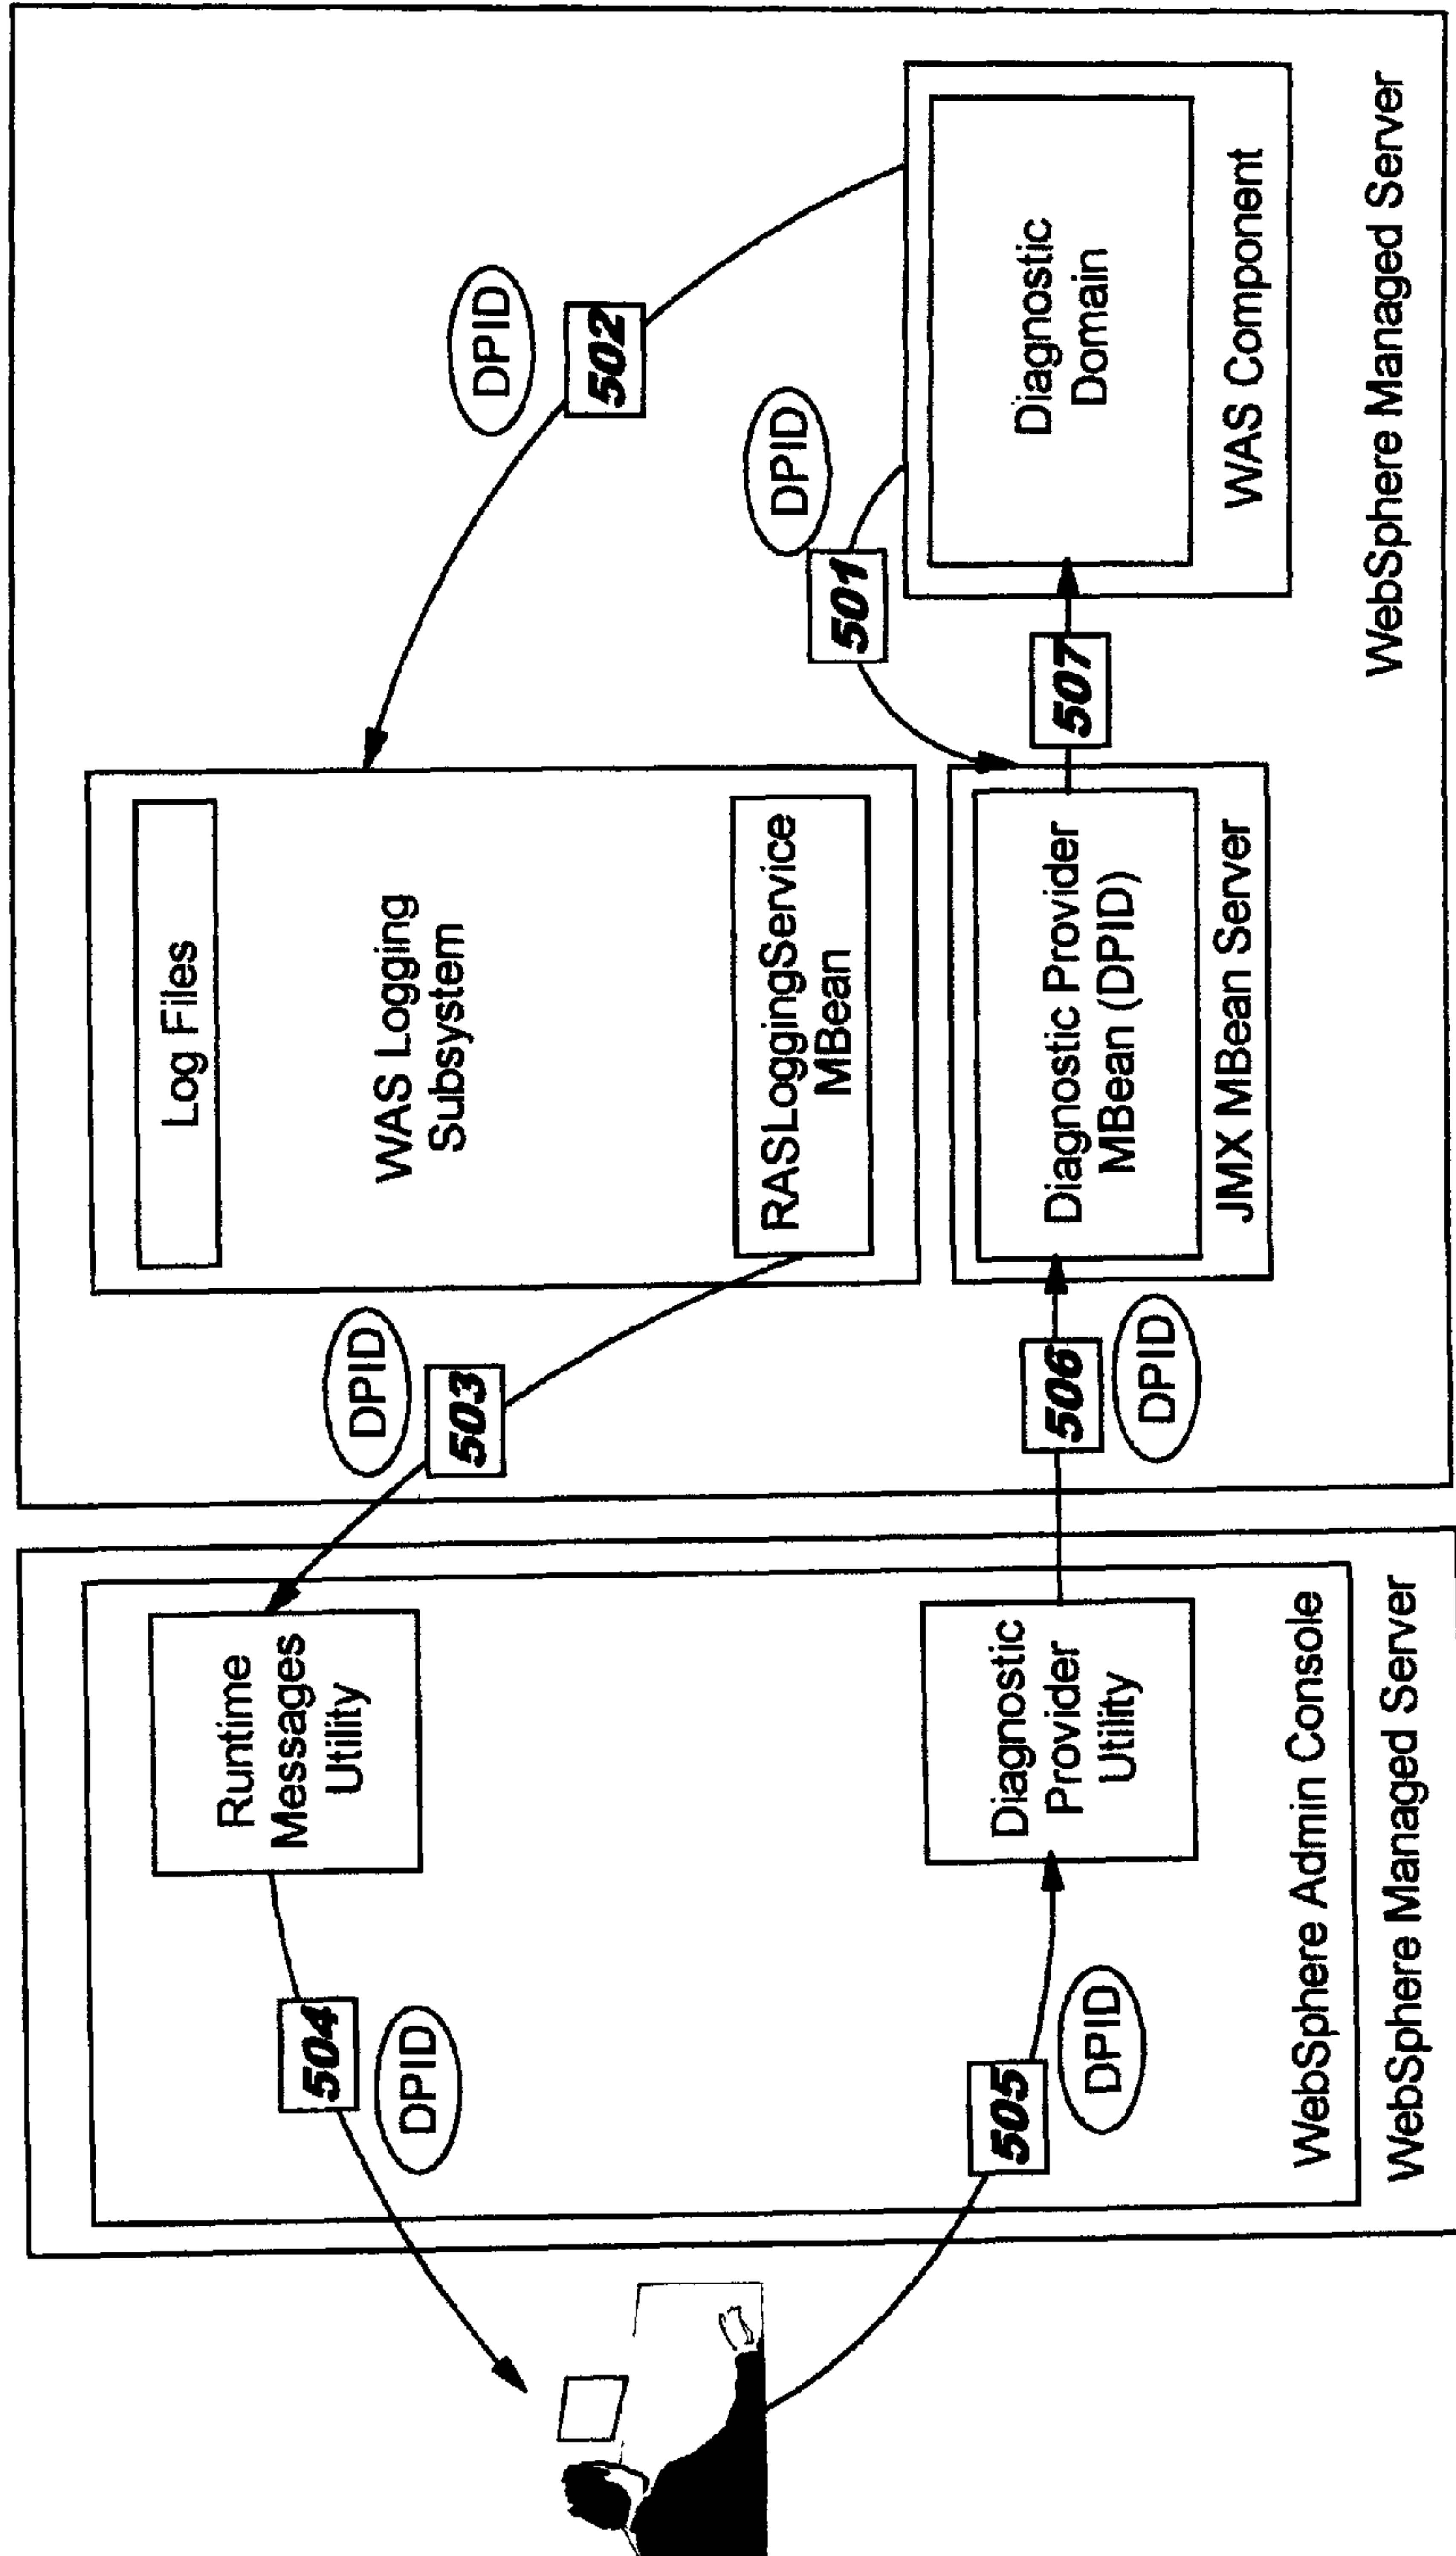 Log Files
WAS Logging
Subsystem
RASLoggingService
MBean
Runtime
Messages
Utility
Diagnostic
Provider
Utility
WebSphere Admin Console
WebSphere Managed Server
Diagnostic Provider
MBean (DPID)
JMX MBean Server
Diagnostic
Domain
WAS Component
WebSphere Managed Server
504
DPID
505
DPID
503
DPID
506
DPID
502
DPID
501
DPID
507